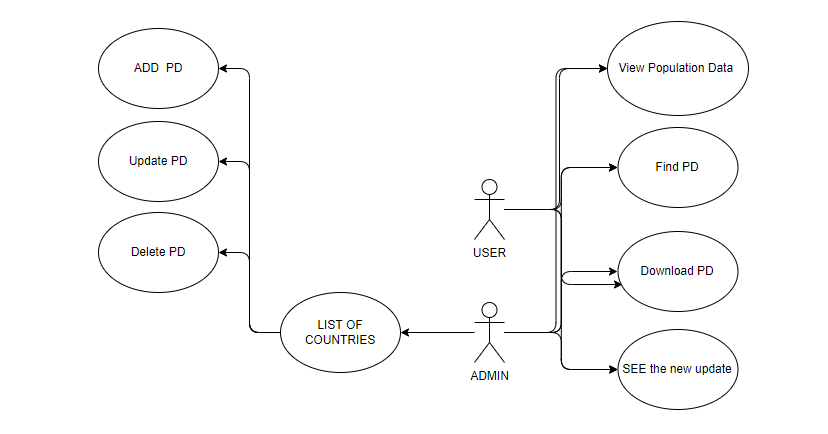 ADD  PD
View Population Data
Update PD
Find PD
Delete PD
USER
Download PD
LIST OF
COUNTRIES
ADMIN
SEE the new update